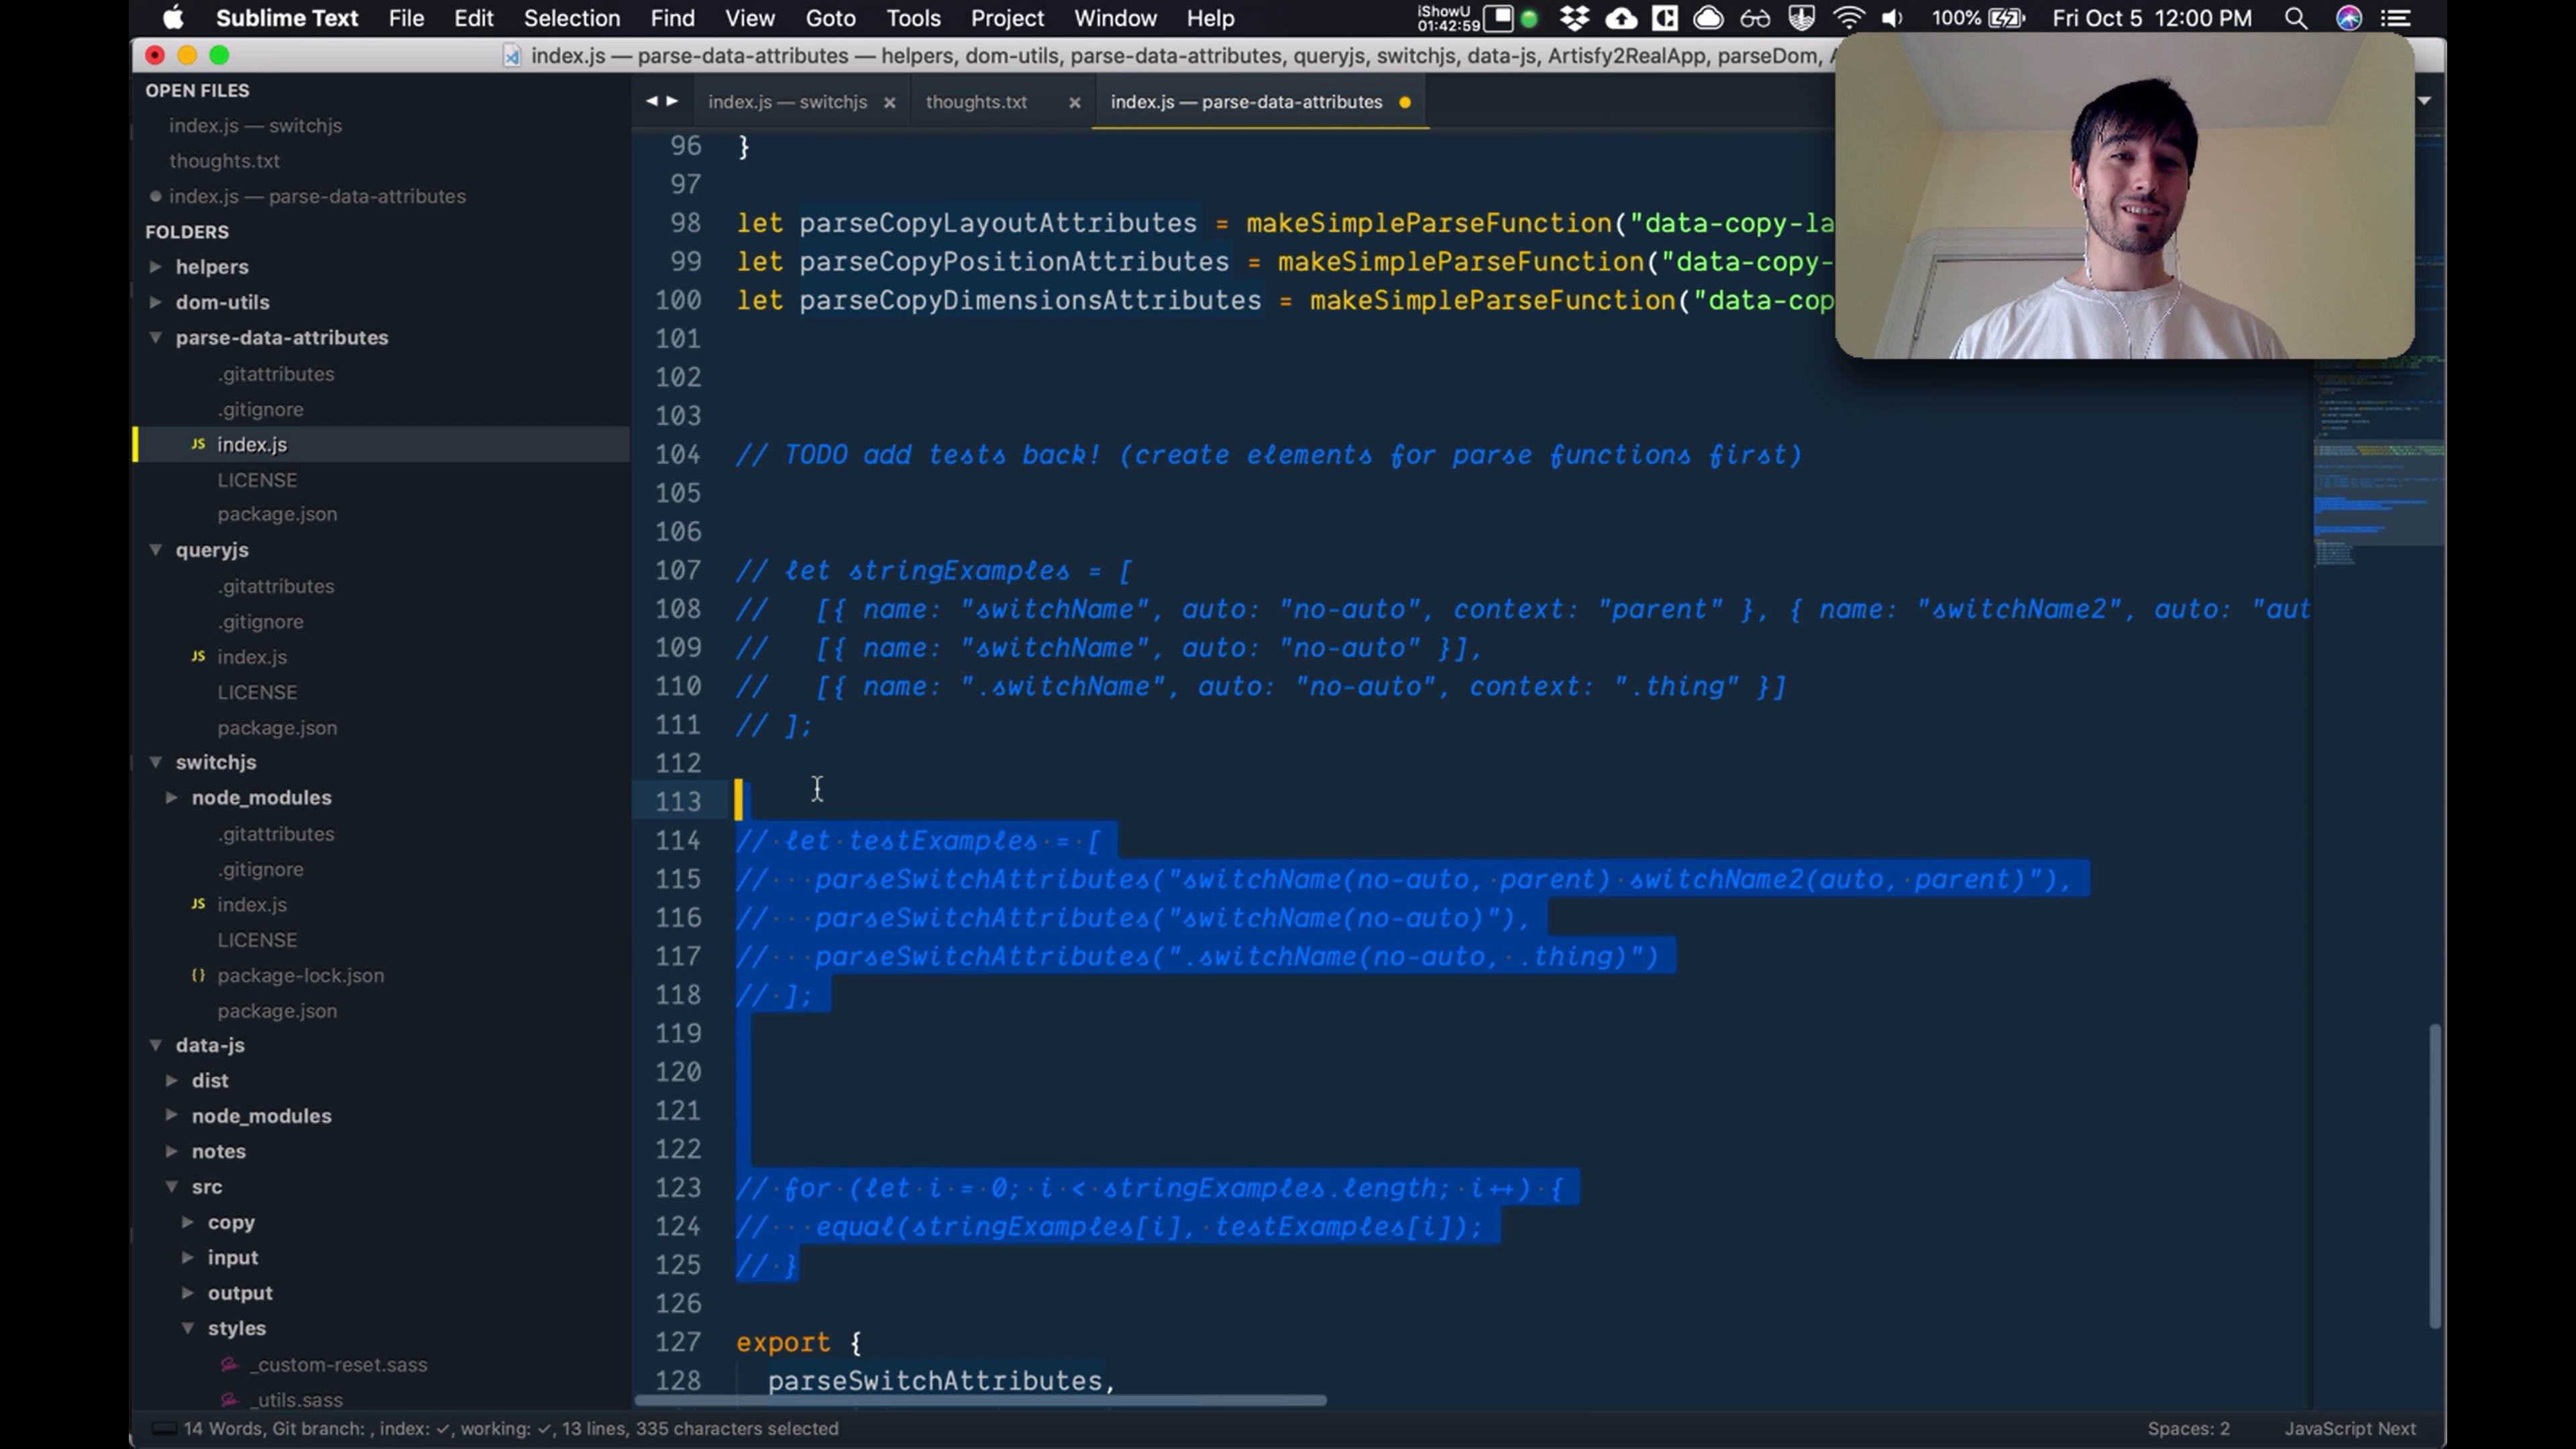 Sublime Text File Edit Selection Find View Goto Tools Project Window Help iShowU 01:42:59 100% Fri Oct 5 12:00 PM
index.js — parse-data-attributes — helpers, dom-utils, parse-data-attributes, queryjs, switchjs, data-js, Artisfy2RealApp, parseDom,
OPEN FILES
index.js — switchjs
thoughts.txt
index.js — parse-data-attributes
FOLDERS
helpers
dom-utils
parse-data-attributes
.gitattributes
.gitignore
JS index.js
LICENSE
package.json
queryjs
.gitattributes
.gitignore
JS index.js
LICENSE
package.json
switchjs
node_modules
.gitattributes
.gitignore
JS index.js
LICENSE
{} package-lock.json
package.json
data-js
dist
node_modules
notes
src
copy
input
output
styles
_custom-reset.sass
_utils.sass
index.js — switchjs thoughts.txt index.js — parse-data-attributes
96 }
97
98 let parseCopyLayoutAttributes = makeSimpleParseFunction("data-copy-la
99 let parseCopyPositionAttributes = makeSimpleParseFunction("data-copy-
100 let parseCopyDimensionsAttributes = makeSimpleParseFunction("data-cop
101
102
103
104 // TODO add tests back! (create elements for parse functions first)
105
106
107 // let stringExamples = [
108 //   [{ name: "switchName", auto: "no-auto", context: "parent" }, { name: "switchName2", auto: "aut
109 //   [{ name: "switchName", auto: "no-auto" }],
110 //   [{ name: ".switchName", auto: "no-auto", context: ".thing" }]
111 // ];
112
113
114 // let testExamples = [
115 //   parseSwitchAttributes("switchName(no-auto, parent) switchName2(auto, parent)"),
116 //   parseSwitchAttributes("switchName(no-auto)"),
117 //   parseSwitchAttributes(".switchName(no-auto, .thing)")
118 // ];
119
120
121
122
123 // for (let i = 0; i < stringExamples.length; i++) {
124 //   equal(stringExamples[i], testExamples[i]);
125 // }
126
127 export {
128   parseSwitchAttributes,
14 Words, Git branch: , index: ✓, working: ✓, 13 lines, 335 characters selected Spaces: 2 JavaScript Next